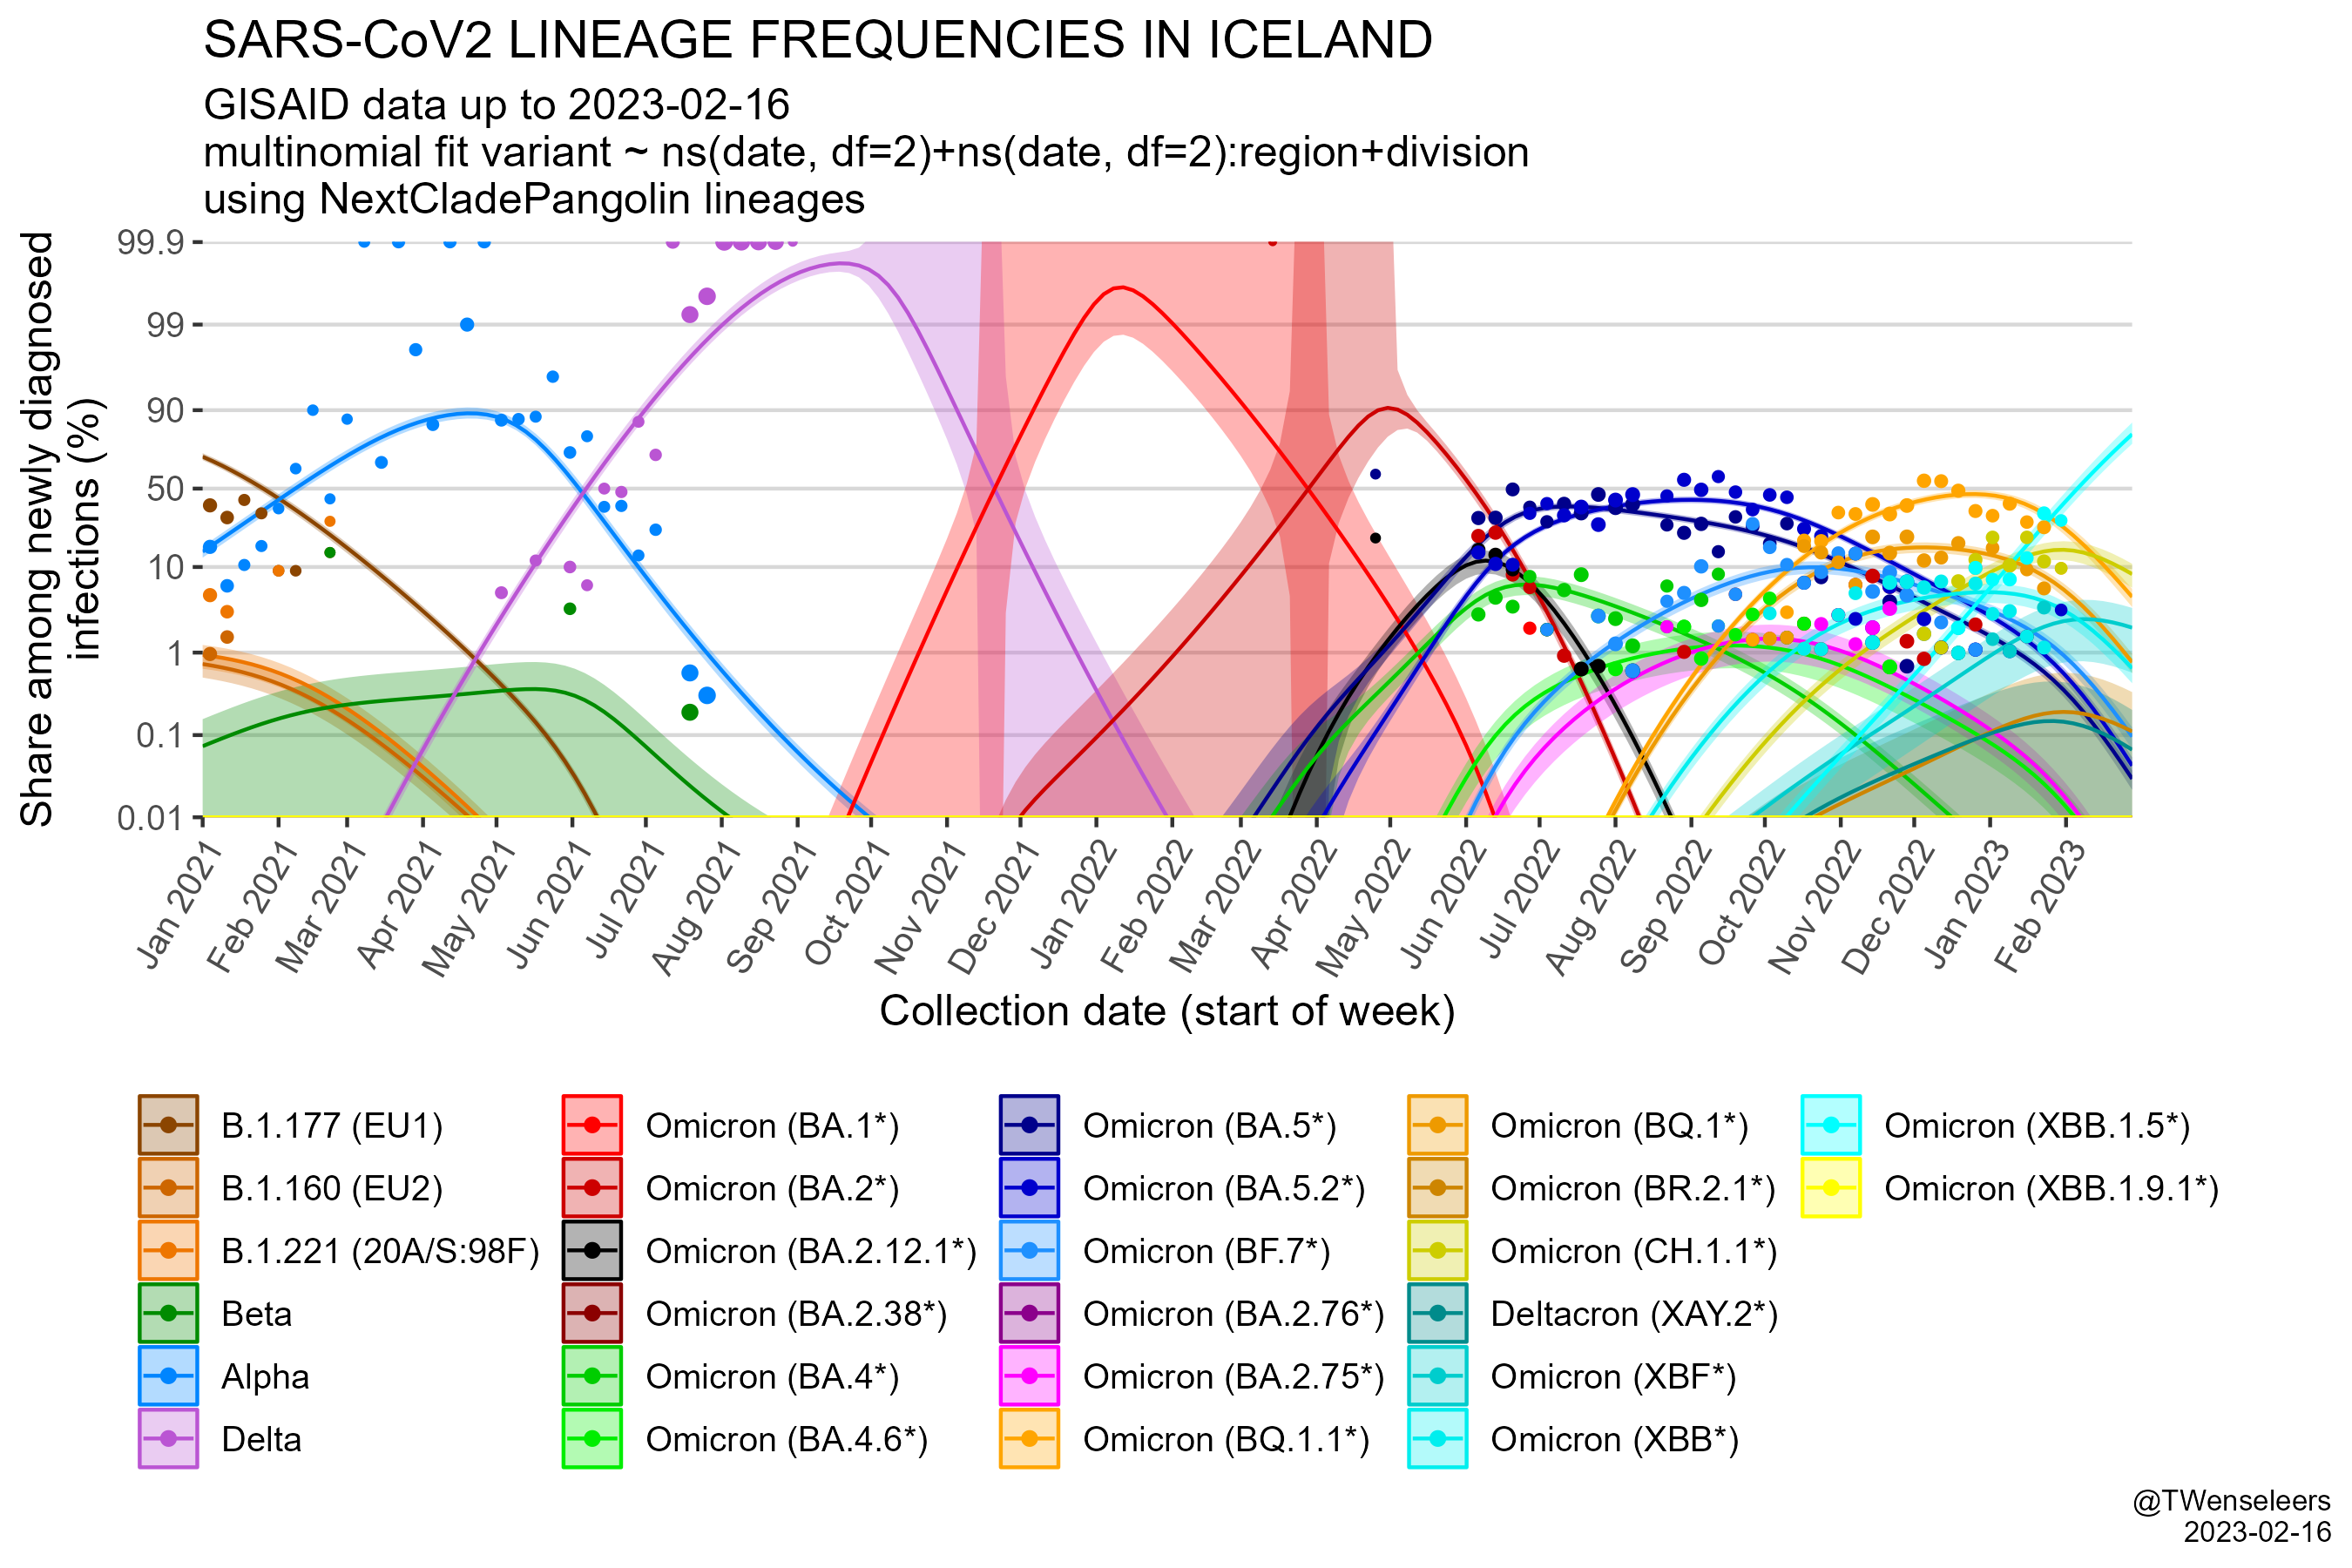 SARS-CoV2 LINEAGE FREQUENCIES IN ICELAND
GISAID data up to 2023-02-16
multinomial fit variant ~ ns(date, df=2)+ns(date, df=2):region+division
using NextCladePangolin lineages
Share among newly diagnosed
infections (%)
99.9
99
90
50
10
1
0.1
0.01
Jan 2021
Feb 2021
Mar 2021
Apr 2021
May 2021
Jun 2021
Jul 2021
Aug 2021
Sep 2021
Oct 2021
Nov 2021
Dec 2021
Jan 2022
Feb 2022
Mar 2022
Apr 2022
May 2022
Jun 2022
Jul 2022
Aug 2022
Sep 2022
Oct 2022
Nov 2022
Dec 2022
Jan 2023
Feb 2023
Collection date (start of week)
B.1.177 (EU1)
B.1.160 (EU2)
B.1.221 (20A/S:98F)
Beta
Alpha
Delta
Omicron (BA.1*)
Omicron (BA.2*)
Omicron (BA.2.12.1*)
Omicron (BA.2.38*)
Omicron (BA.4*)
Omicron (BA.4.6*)
Omicron (BA.5*)
Omicron (BA.5.2*)
Omicron (BF.7*)
Omicron (BA.2.76*)
Omicron (BA.2.75*)
Omicron (BQ.1.1*)
Omicron (BQ.1*)
Omicron (BR.2.1*)
Omicron (CH.1.1*)
Deltacron (XAY.2*)
Omicron (XBF*)
Omicron (XBB*)
Omicron (XBB.1.5*)
Omicron (XBB.1.9.1*)
@TWenseleers
2023-02-16